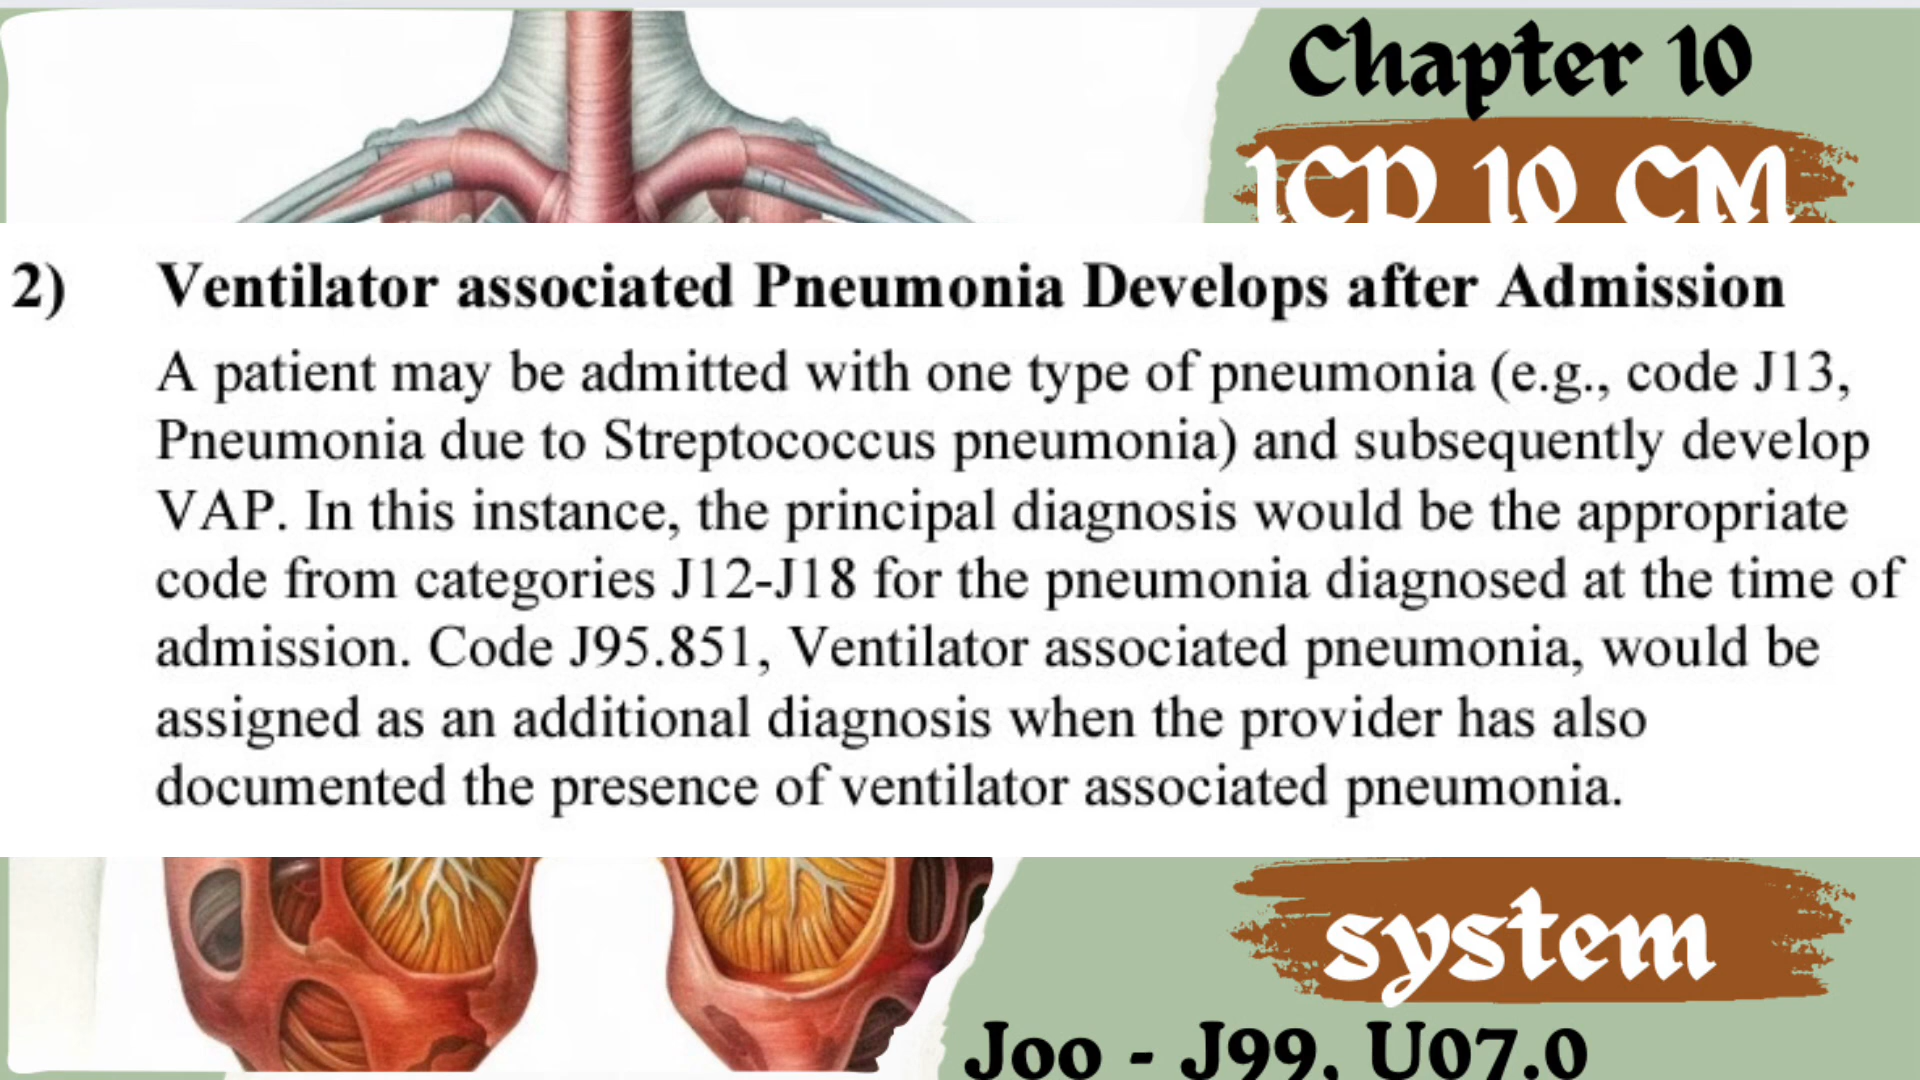 Chapter 10
ICD 10 CM
2) Ventilator associated Pneumonia Develops after Admission
A patient may be admitted with one type of pneumonia (e.g., code J13,
Pneumonia due to Streptococcus pneumonia) and subsequently develop
VAP. In this instance, the principal diagnosis would be the appropriate
code from categories J12-J18 for the pneumonia diagnosed at the time of
admission. Code J95.851, Ventilator associated pneumonia, would be
assigned as an additional diagnosis when the provider has also
documented the presence of ventilator associated pneumonia.
system
Joo - J99, U07.0